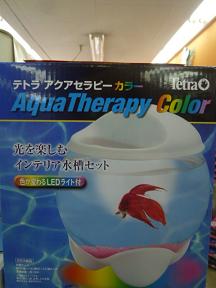 テトラ アクアセラピー カラー
Tetra
AquaTherapy Color
光を楽しむ
インテリア水槽セット
色が変わるLEDライト付